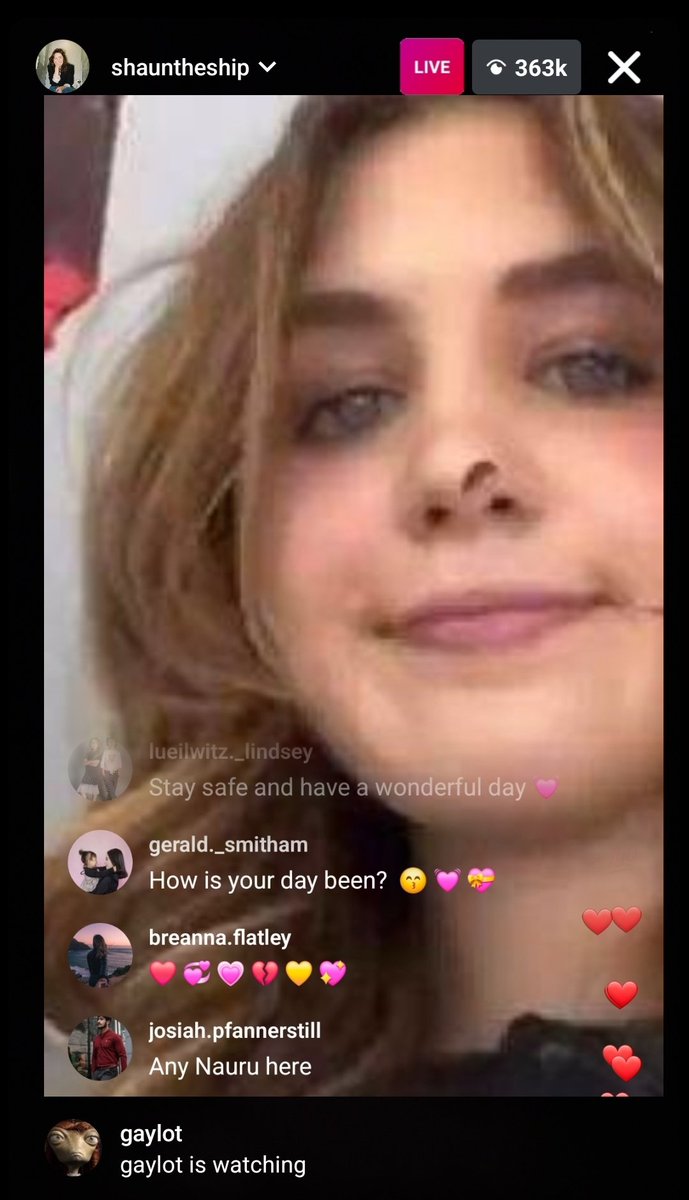 shauntheship
LIVE
363k
lueilwitz._lindsey
Stay safe and have a wonderful day 💓
gerald._smitham
How is your day been? 😙 💓 💝
breanna.flatley
❤️ 💞 💗 💔 💛 💖
josiah.pfannerstill
Any Nauru here
gaylot
gaylot is watching